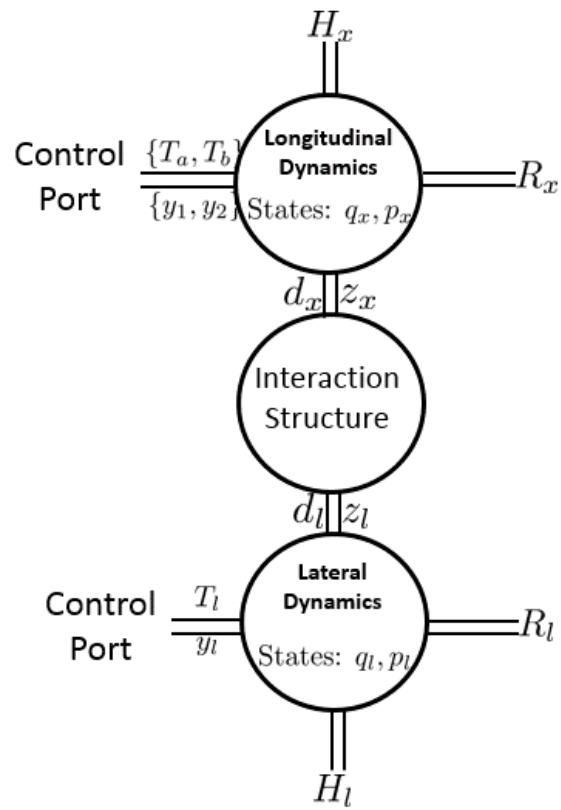 H_x
Longitudinal
Dynamics
{T_a, T_b}
Control
Port
{y_1, y_2}
States: q_x, p_x
R_x
d_x z_x
Interaction
Structure
d_l z_l
Lateral
Dynamics
T_l
Control
Port
y_l
States: q_l, p_l
R_l
H_l